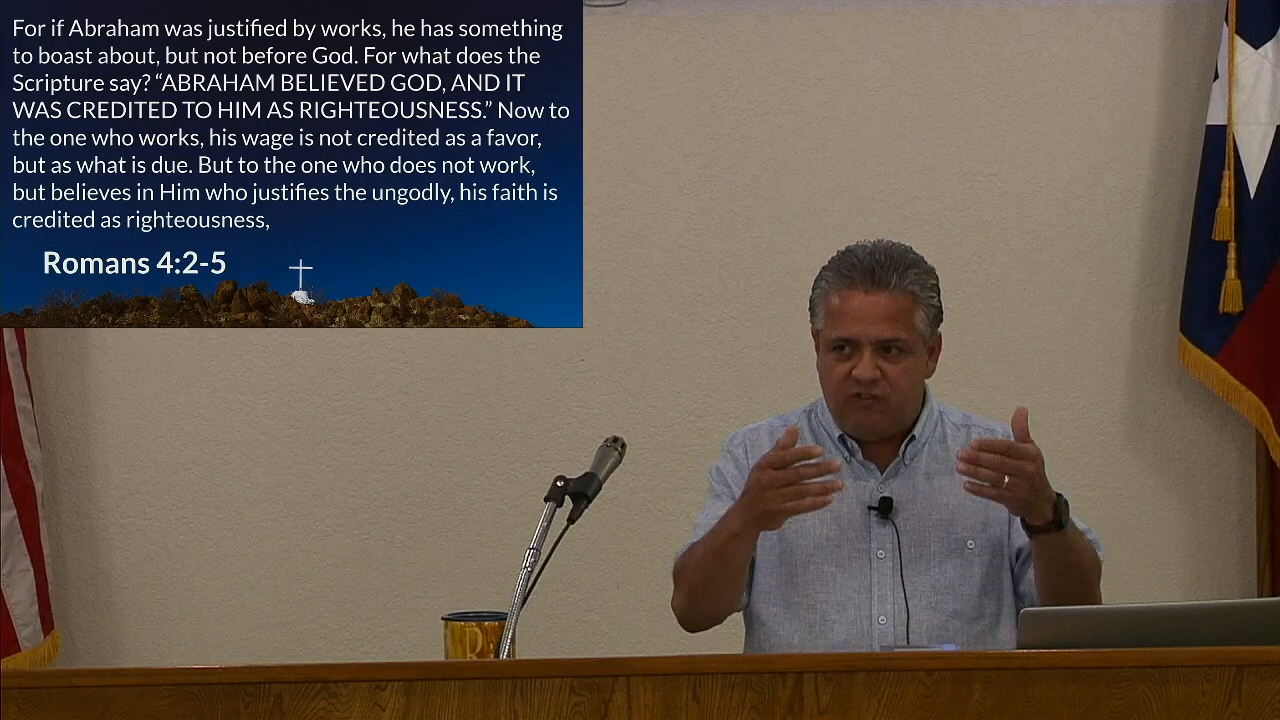 For if Abraham was justified by works, he has something
to boast about, but not before God. For what does the
Scripture say? “ABRAHAM BELIEVED GOD, AND IT
WAS CREDITED TO HIM AS RIGHTEOUSNESS.” Now to
the one who works, his wage is not credited as a favor,
but as what is due. But to the one who does not work,
but believes in Him who justifies the ungodly, his faith is
credited as righteousness,
Romans 4:2-5
R